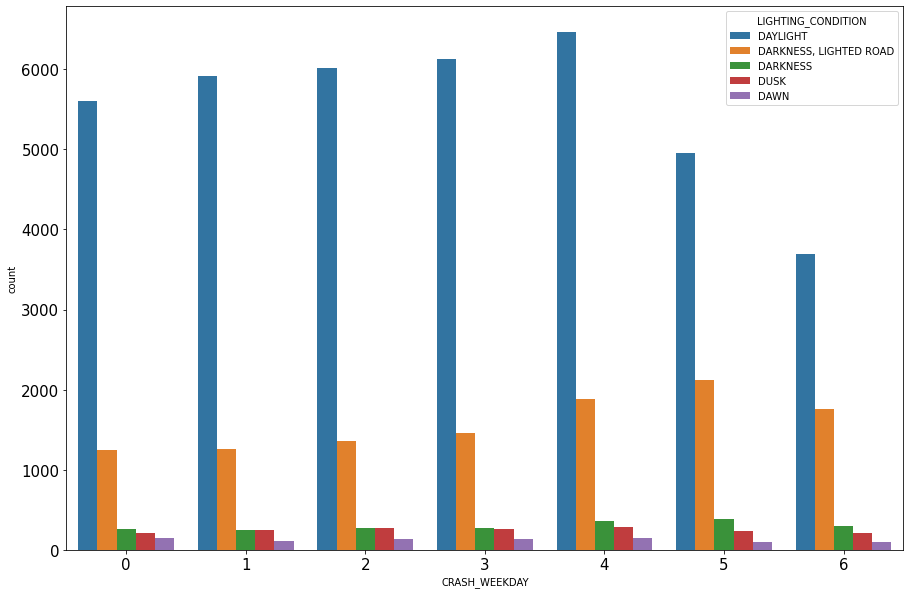 LIGHTING_CONDITION
DAYLIGHT
DARKNESS, LIGHTED ROAD
DARKNESS
DUSK
DAWN
6000
5000
4000
3000
2000
1000
0
count
0 1 2 3 4 5 6
CRASH_WEEKDAY